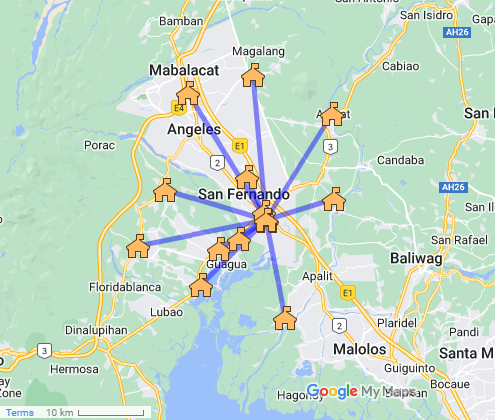 San Antonio
San Isidro
Gapa
Bamban
AH26
Magalang
Cabiao
Mabalacat
E4
Angeles
E1
3
Porac
2
Candaba
San Fernando
AH26
San Rafael
Baliwag
Guagua
Apalit
Floridablanca
E1
Lubao
Plaridel
Dinalupihan
2
Pandi
3
Malolos
Santa M
Hermosa
Guiguinto
Bocaue
Hagonoy
Google My Maps
Terms 10 km